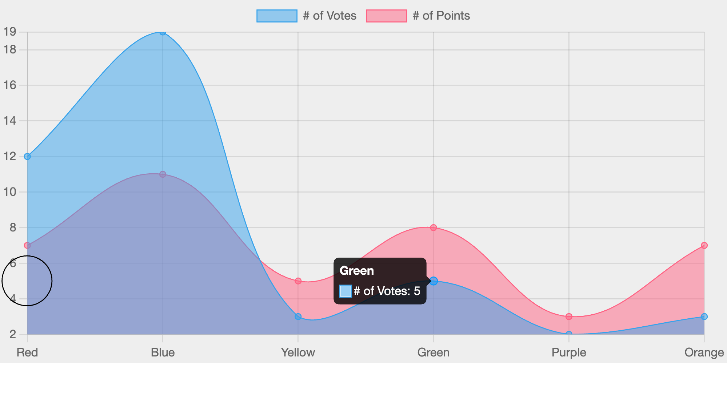 # of Votes # of Points
19
18
16
14
12
10
8
6
4
2
Green
# of Votes: 5
Red Blue Yellow Green Purple Orange